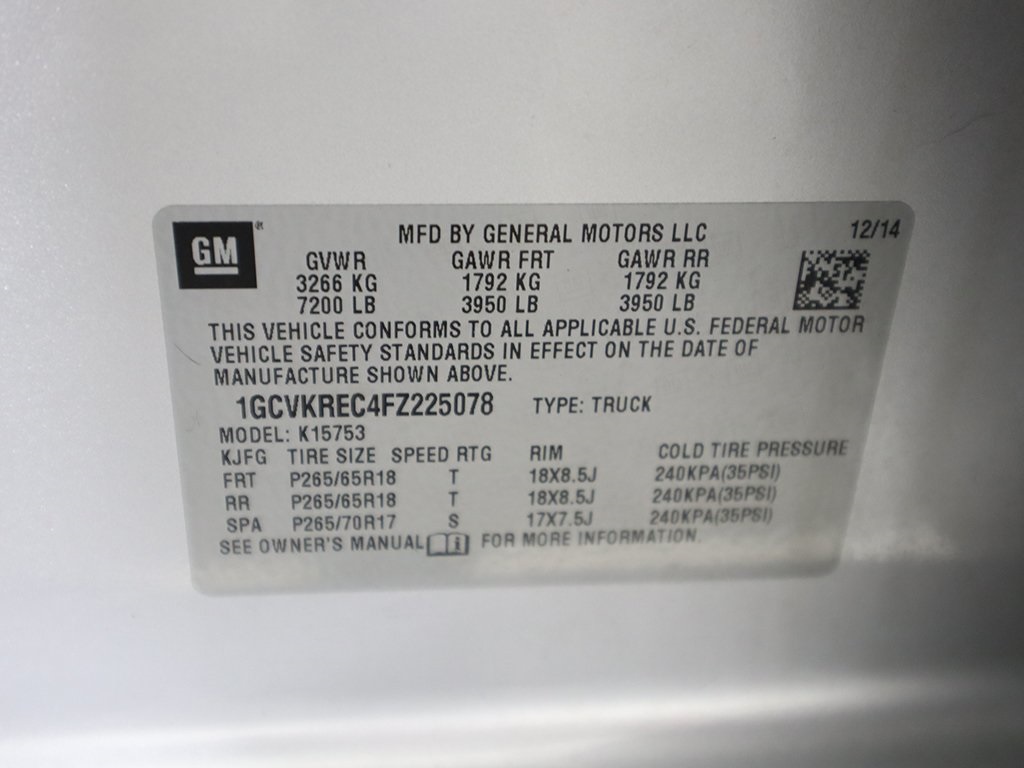 GM ® MFD BY GENERAL MOTORS LLC 12/14
GVWR GAWR FRT GAWR RR
3266 KG 1792 KG 1792 KG
7200 LB 3950 LB 3950 LB
THIS VEHICLE CONFORMS TO ALL APPLICABLE U.S. FEDERAL MOTOR
VEHICLE SAFETY STANDARDS IN EFFECT ON THE DATE OF
MANUFACTURE SHOWN ABOVE.
1GCVKREC4FZ225078 TYPE: TRUCK
MODEL: K15753
KJFG TIRE SIZE SPEED RTG RIM COLD TIRE PRESSURE
FRT P265/65R18 T 18X8.5J 240KPA(35PSI)
RR P265/65R18 T 18X8.5J 240KPA(35PSI)
SPA P265/70R17 S 17X7.5J 240KPA(35PSI)
SEE OWNER'S MANUAL i FOR MORE INFORMATION.